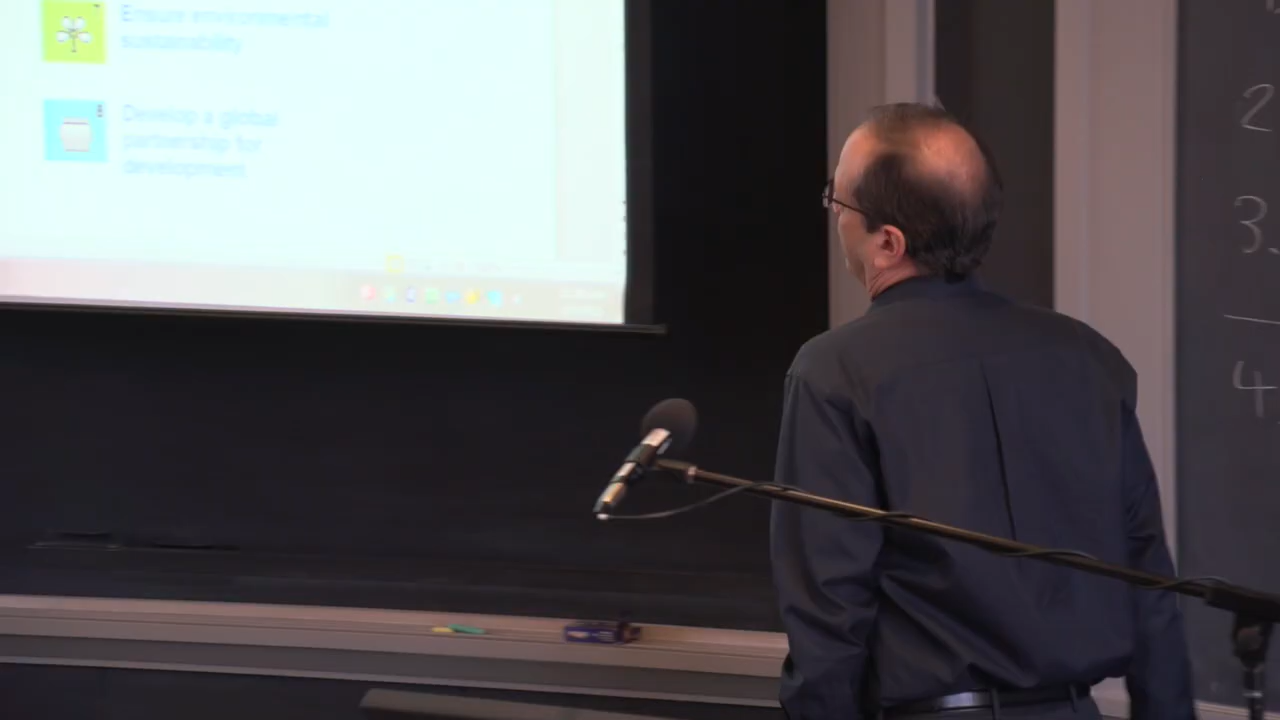 Ensure environmental
sustainability
Develop a global
partnership for
development
2
3
4